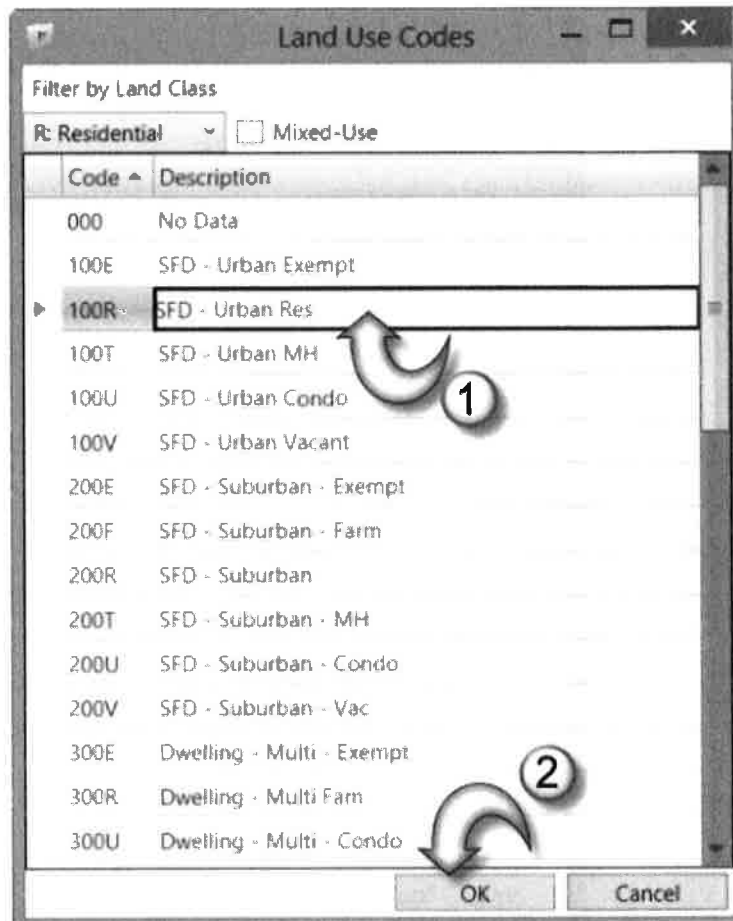 Land Use Codes
Filter by Land Class
R: Residential Mixed-Use
Code Description
000 No Data
100E SFD - Urban Exempt
100R SFD - Urban Res
100T SFD - Urban MH
100U SFD - Urban Condo
1
100V SFD - Urban Vacant
200E SFD - Suburban - Exempt
200F SFD - Suburban - Farm
200R SFD - Suburban
200T SFD - Suburban - MH
200U SFD - Suburban - Condo
200V SFD - Suburban - Vac
300E Dwelling - Multi - Exempt
2
300R Dwelling - Multi Fam
300U Dwelling - Multi - Condo
OK Cancel